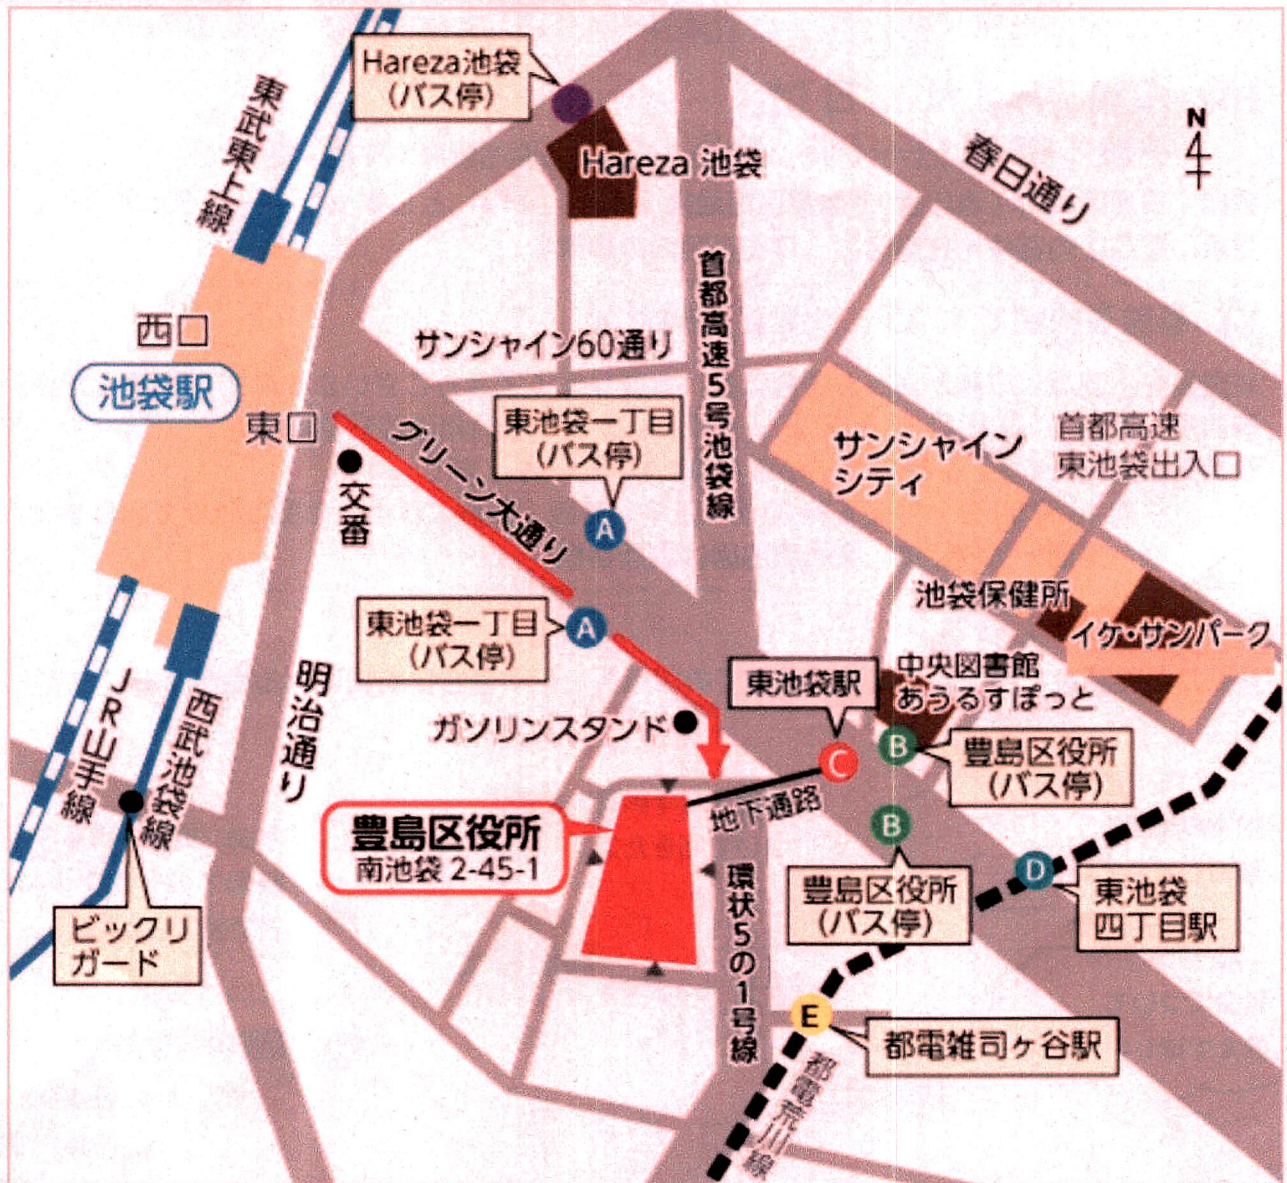 Hareza池袋
(バス停)
N
東武東上線
Hareza 池袋
春日通り
首都高速5号池袋線
西口
サンシャイン60通り
池袋駅
東口
東池袋一丁目
(バス停)
グリーン大通り
サンシャイン
シティ
首都高速
東池袋出入口
交番
A
池袋保健所
イケ・サンパーク
東池袋一丁目
(バス停)
A
中央図書館
あうるすぽっと
東池袋駅
明治通り
JR山手線
西武池袋線
ガソリンスタンド
C
B
豊島区役所
(バス停)
地下通路
豊島区役所
南池袋 2-45-1
B
豊島区役所
(バス停)
D
東池袋
四丁目駅
環状5の1号線
ビックリ
ガード
E
都電雑司ヶ谷駅
都電荒川線